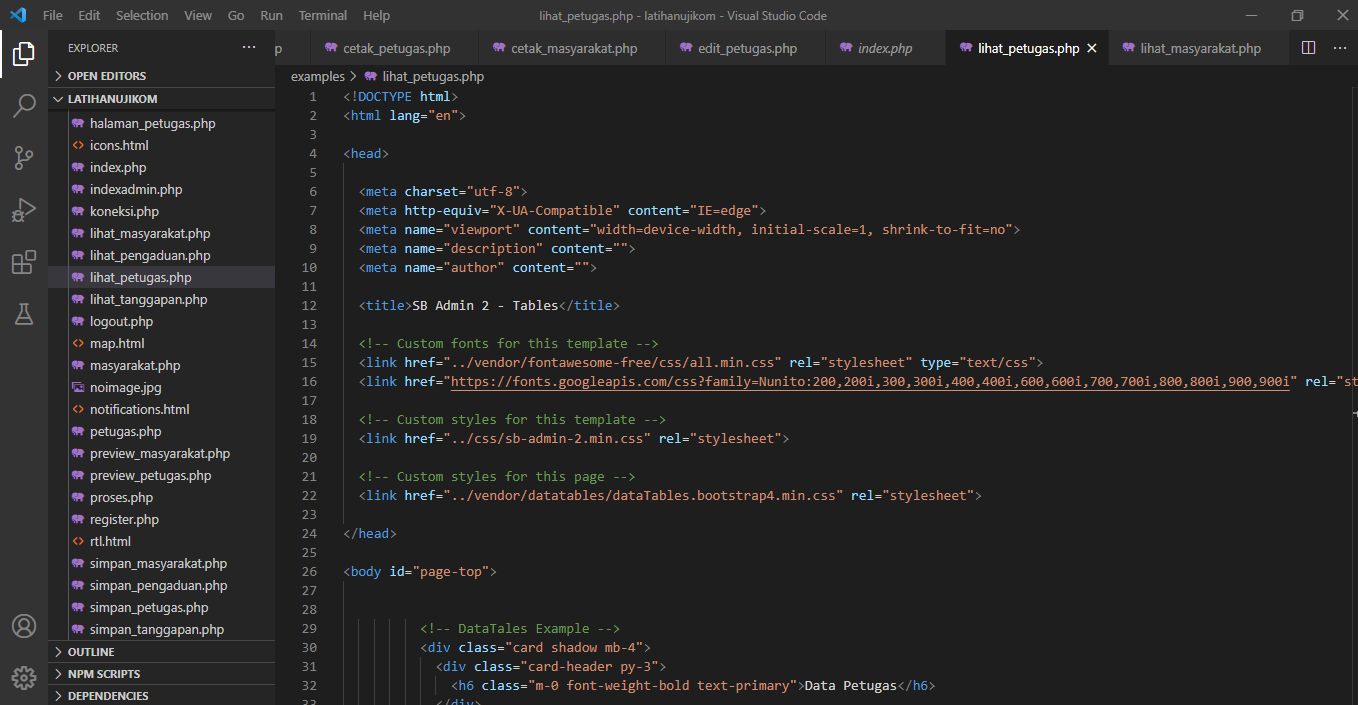 File Edit Selection View Go Run Terminal Help
lihat_petugas.php - latihanujikom - Visual Studio Code
EXPLORER
OPEN EDITORS
LATIHANUJIKOM
halaman_petugas.php
icons.html
index.php
indexadmin.php
koneksi.php
lihat_masyarakat.php
lihat_pengaduan.php
lihat_petugas.php
lihat_tanggapan.php
logout.php
map.html
masyarakat.php
noimage.jpg
notifications.html
petugas.php
preview_masyarakat.php
preview_petugas.php
proses.php
register.php
rtl.html
simpan_masyarakat.php
simpan_pengaduan.php
simpan_petugas.php
simpan_tanggapan.php
OUTLINE
NPM SCRIPTS
DEPENDENCIES
p cetak_petugas.php cetak_masyarakat.php edit_petugas.php index.php lihat_petugas.php lihat_masyarakat.php
examples > lihat_petugas.php
1 <!DOCTYPE html>
2 <html lang="en">
3
4 <head>
5
6 <meta charset="utf-8">
7 <meta http-equiv="X-UA-Compatible" content="IE=edge">
8 <meta name="viewport" content="width=device-width, initial-scale=1, shrink-to-fit=no">
9 <meta name="description" content="">
10 <meta name="author" content="">
11
12 <title>SB Admin 2 - Tables</title>
13
14 <!-- Custom fonts for this template -->
15 <link href="../vendor/fontawesome-free/css/all.min.css" rel="stylesheet" type="text/css">
16 <link href="https://fonts.googleapis.com/css?family=Nunito:200,200i,300,300i,400,400i,600,600i,700,700i,800,800i,900,900i" rel="st
17
18 <!-- Custom styles for this template -->
19 <link href="../css/sb-admin-2.min.css" rel="stylesheet">
20
21 <!-- Custom styles for this page -->
22 <link href="../vendor/datatables/dataTables.bootstrap4.min.css" rel="stylesheet">
23
24 </head>
25
26 <body id="page-top">
27
28
29 <!-- DataTales Example -->
30 <div class="card shadow mb-4">
31 <div class="card-header py-3">
32 <h6 class="m-0 font-weight-bold text-primary">Data Petugas</h6>
33 </div>